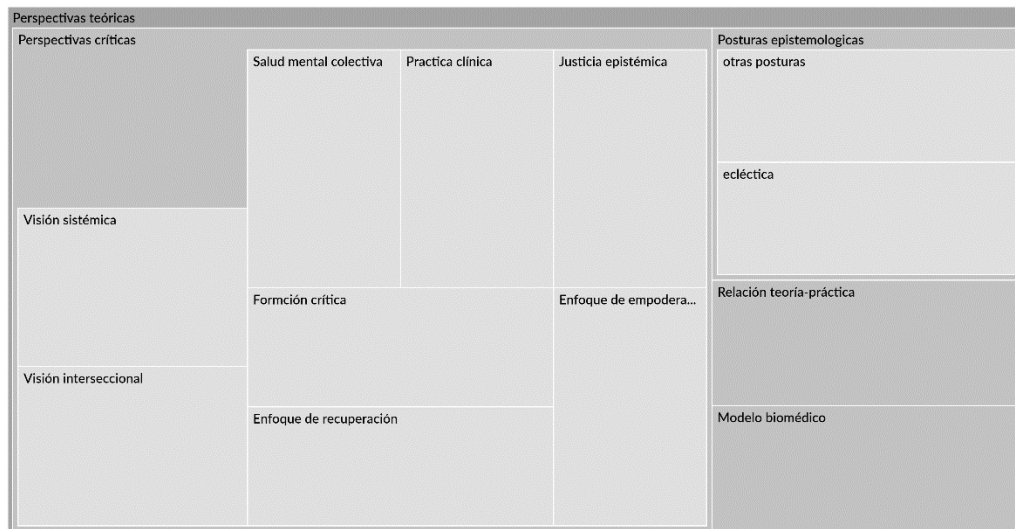 Perspectivas teóricas
Perspectivas críticas
Posturas epistemologicas
Salud mental colectiva
Practica clínica
Justicia epistémica
otras posturas
ecléctica
Visión sistémica
Formción crítica
Enfoque de empodera...
Relación teoría-práctica
Visión interseccional
Enfoque de recuperación
Modelo biomédico